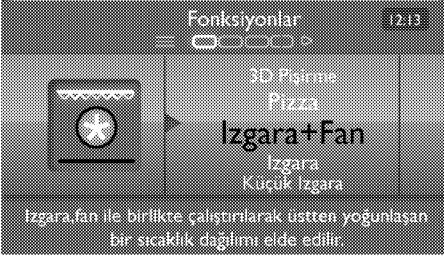 Fonksiyonlar
12:13
3D Pişirme
Pizza
Izgara+Fan
Izgara
Küçük Izgara
Izgara,fan ile birlikte çalıştırılarak üstten yoğunlaşan
bir sıcaklık dağılımı elde edilir.